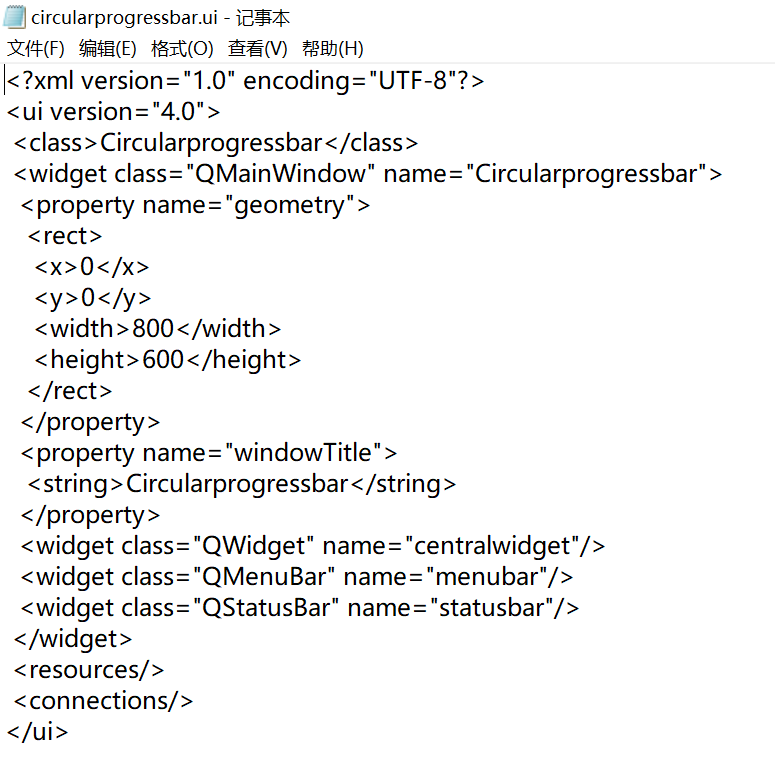 circularprogressbar.ui - 记事本
文件(F) 编辑(E) 格式(O) 查看(V) 帮助(H)
<?xml version="1.0" encoding="UTF-8"?>
<ui version="4.0">
 <class>Circularprogressbar</class>
 <widget class="QMainWindow" name="Circularprogressbar">
  <property name="geometry">
   <rect>
    <x>0</x>
    <y>0</y>
    <width>800</width>
    <height>600</height>
   </rect>
  </property>
  <property name="windowTitle">
   <string>Circularprogressbar</string>
  </property>
  <widget class="QWidget" name="centralwidget"/>
  <widget class="QMenuBar" name="menubar"/>
  <widget class="QStatusBar" name="statusbar"/>
 </widget>
 <resources/>
 <connections/>
</ui>